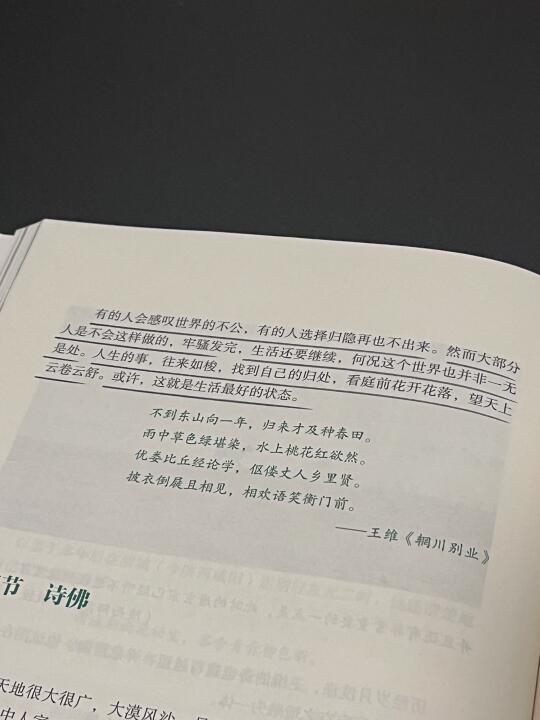 有的人会感叹世界的不公，有的人选择归隐再也不出来。然而大部分
人是不会这样做的，牢骚发完，生活还要继续，何况这个世界也并非一无
是处。人生的事，往来如梭，找到自己的归处，看庭前花开花落，望天上
云卷云舒。或许，这就是生活最好的状态。
不到东山向一年，归来才及种春田。
雨中草色绿堪染，水上桃花红欲然。
优娄比丘经论学，伛偻丈人乡里贤。
披衣倒屣且相见，相欢语笑衡门前。
——王维《辋川别业》
节 诗佛
天地很大很广，大漠风沙，
中人家